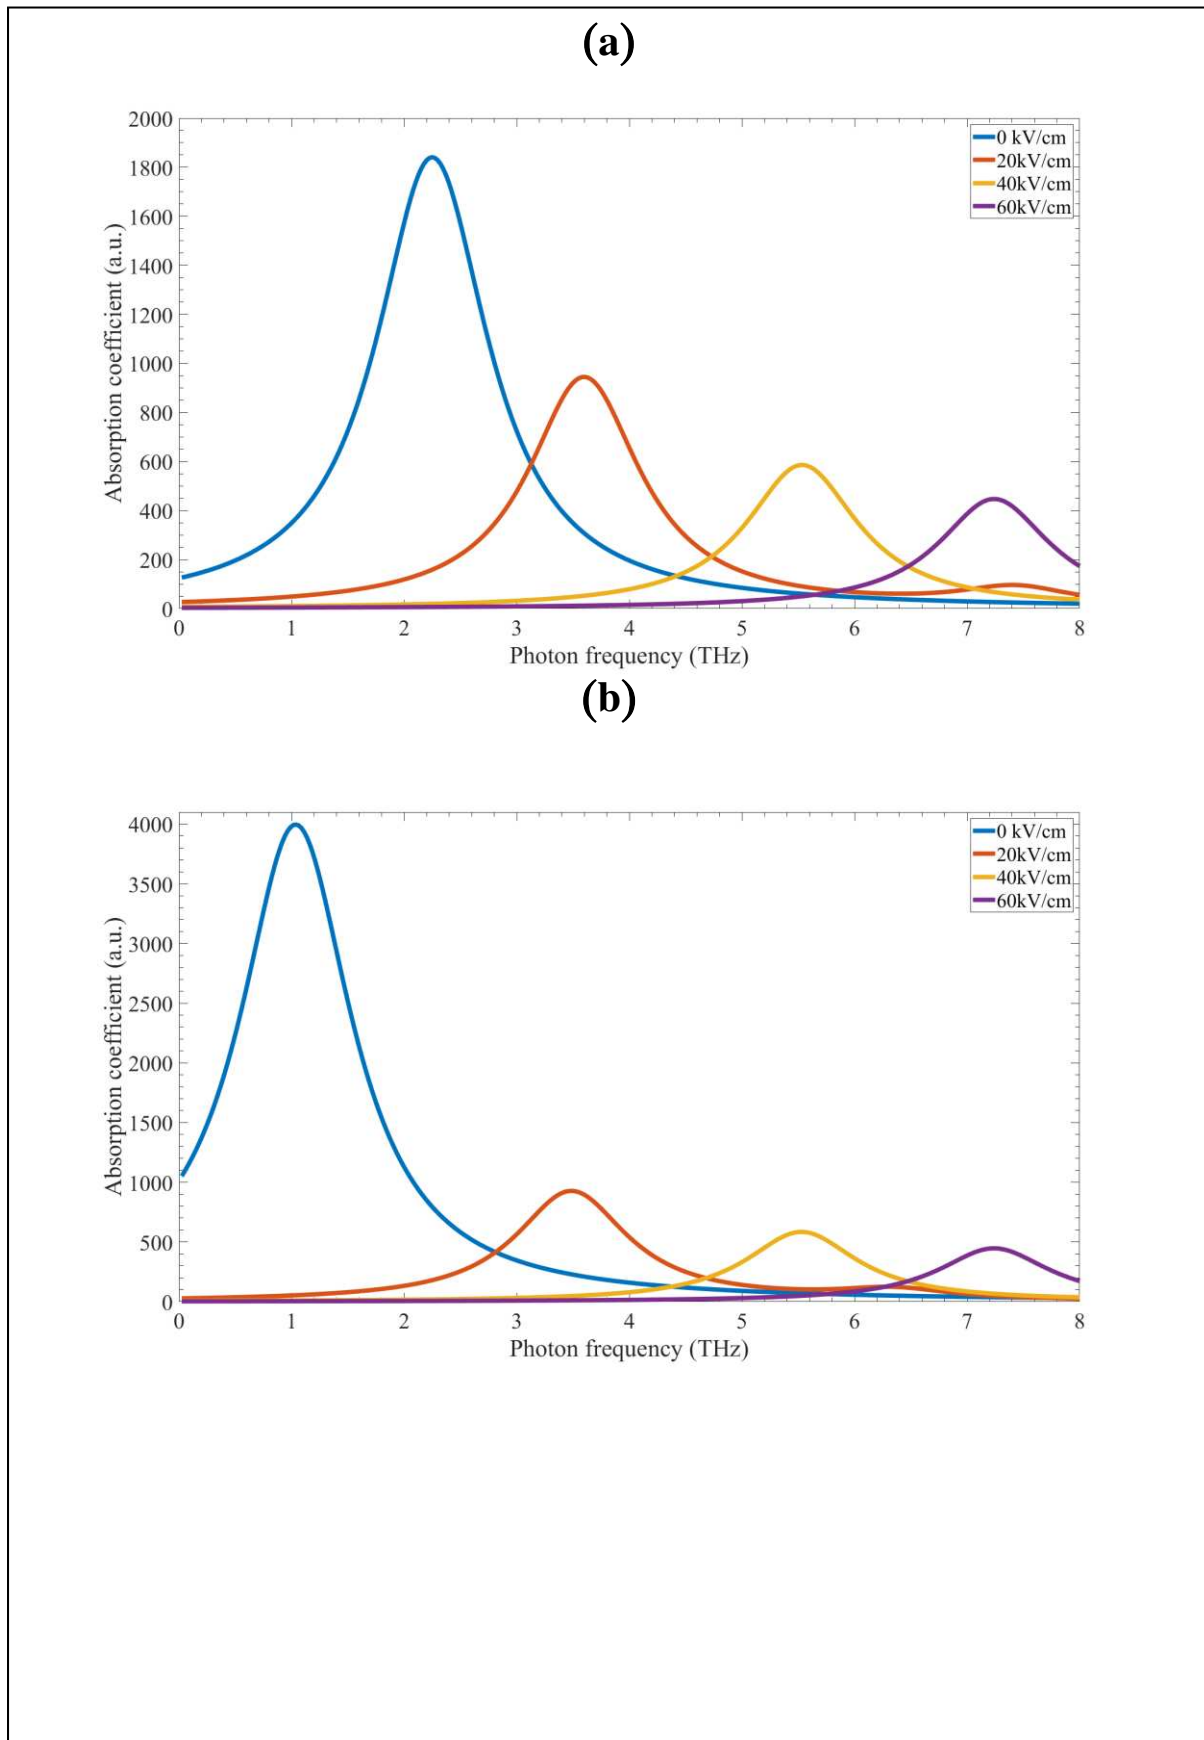 (a)
2000
1800
1600
1400
1200
1000
800
600
400
200
0
Absorption coefficient (a.u.)
0 kV/cm
20kV/cm
40kV/cm
60kV/cm
0 1 2 3 4 5 6 7 8
Photon frequency (THz)
(b)
4000
3500
3000
2500
2000
1500
1000
500
0
Absorption coefficient (a.u.)
0 kV/cm
20kV/cm
40kV/cm
60kV/cm
0 1 2 3 4 5 6 7 8
Photon frequency (THz)